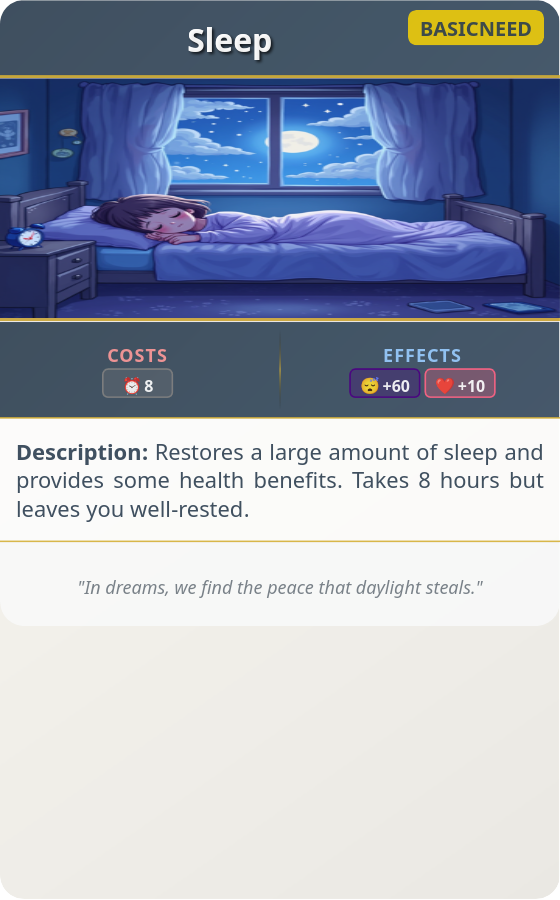 Sleep
BASICNEED
COSTS
⏰ 8
EFFECTS
😴 +60 ❤️ +10
Description: Restores a large amount of sleep and
provides some health benefits. Takes 8 hours but
leaves you well-rested.
"In dreams, we find the peace that daylight steals."